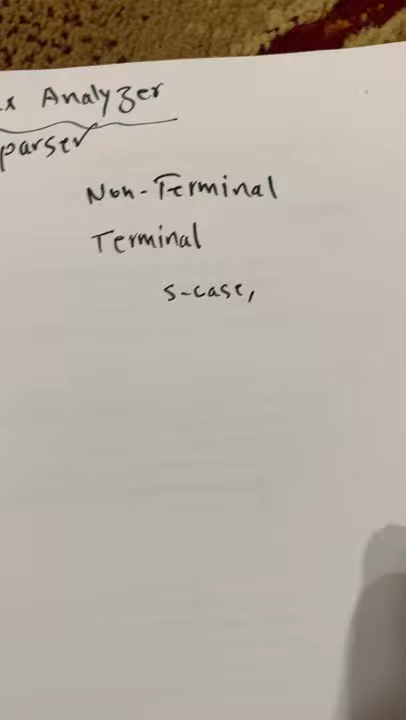 x Analyzer
parser
Non-Terminal
Terminal
s-case,